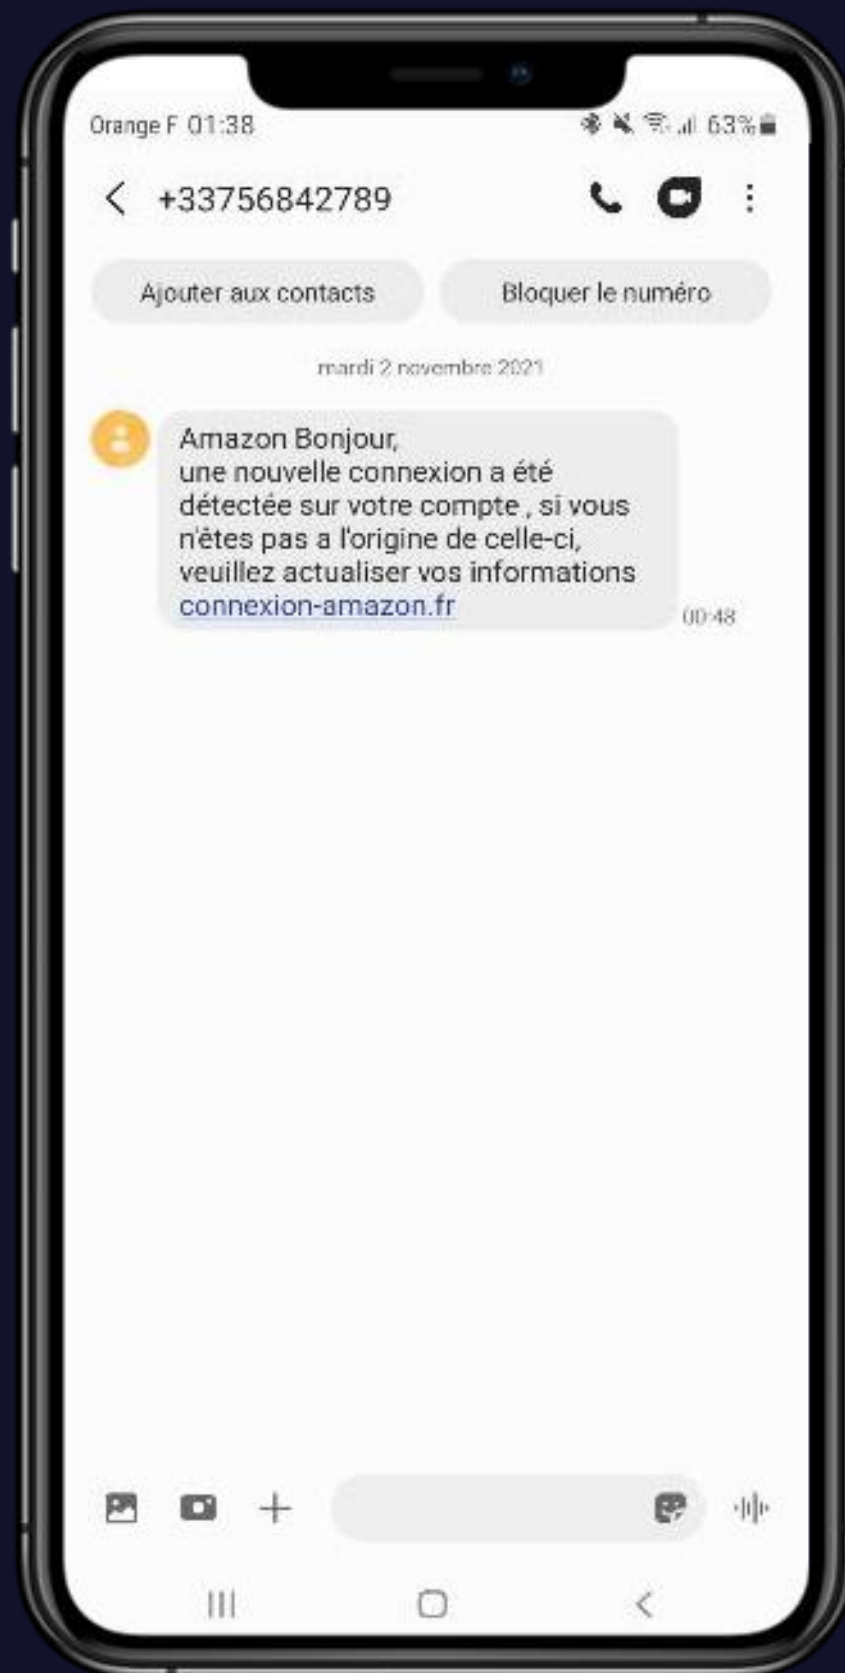 Orange F 01:38 63%
+33756842789
Ajouter aux contacts Bloquer le numéro
mardi 2 novembre 2021
Amazon Bonjour,
une nouvelle connexion a été
détectée sur votre compte , si vous
n'êtes pas a l'origine de celle-ci,
veuillez actualiser vos informations
connexion-amazon.fr
00:48